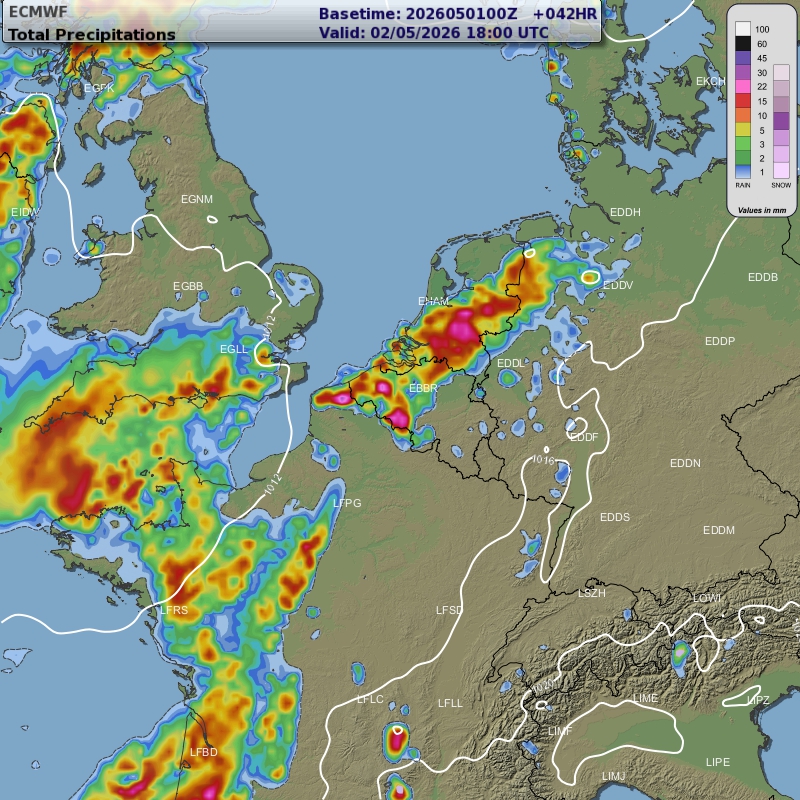 ECMWF
Basetime: 2026050100Z +042HR
Total Precipitations
Valid: 02/05/2026 18:00 UTC
100
60
45
30
22
15
10
5
3
2
1
RAIN SNOW
Values in mm
EGPK
EKCH
EGNM
EIDW
EDDH
EGBB
EDDV
EDDB
EHAM
1012
EGLL
EDDP
EDDL
EBBR
EDDF
1016
EDDN
1012
LFPG
EDDS
EDDM
LSZH
LOWI
LFRS
LFSD
1020
LFLC
LFLL
LIME
LIPZ
LIMF
LFBD
LIPE
LIMJ